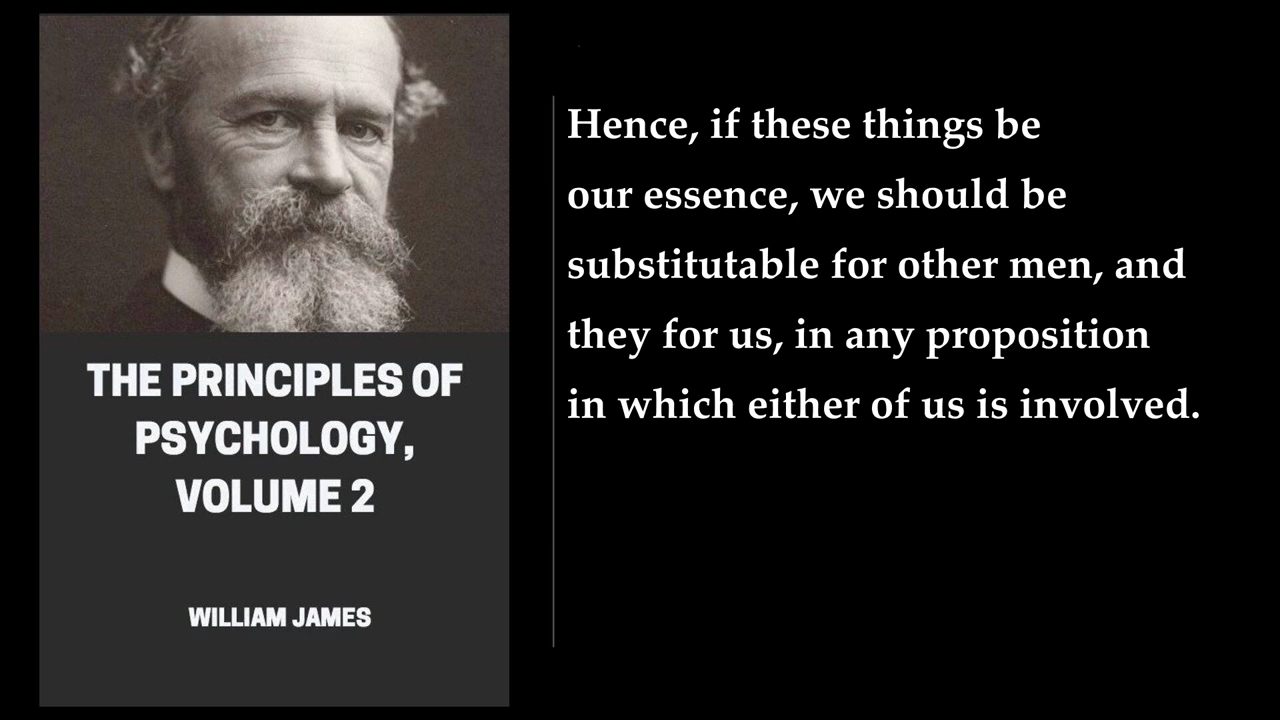 THE PRINCIPLES OF
PSYCHOLOGY,
VOLUME 2
WILLIAM JAMES
Hence, if these things be
our essence, we should be
substitutable for other men, and
they for us, in any proposition
in which either of us is involved.